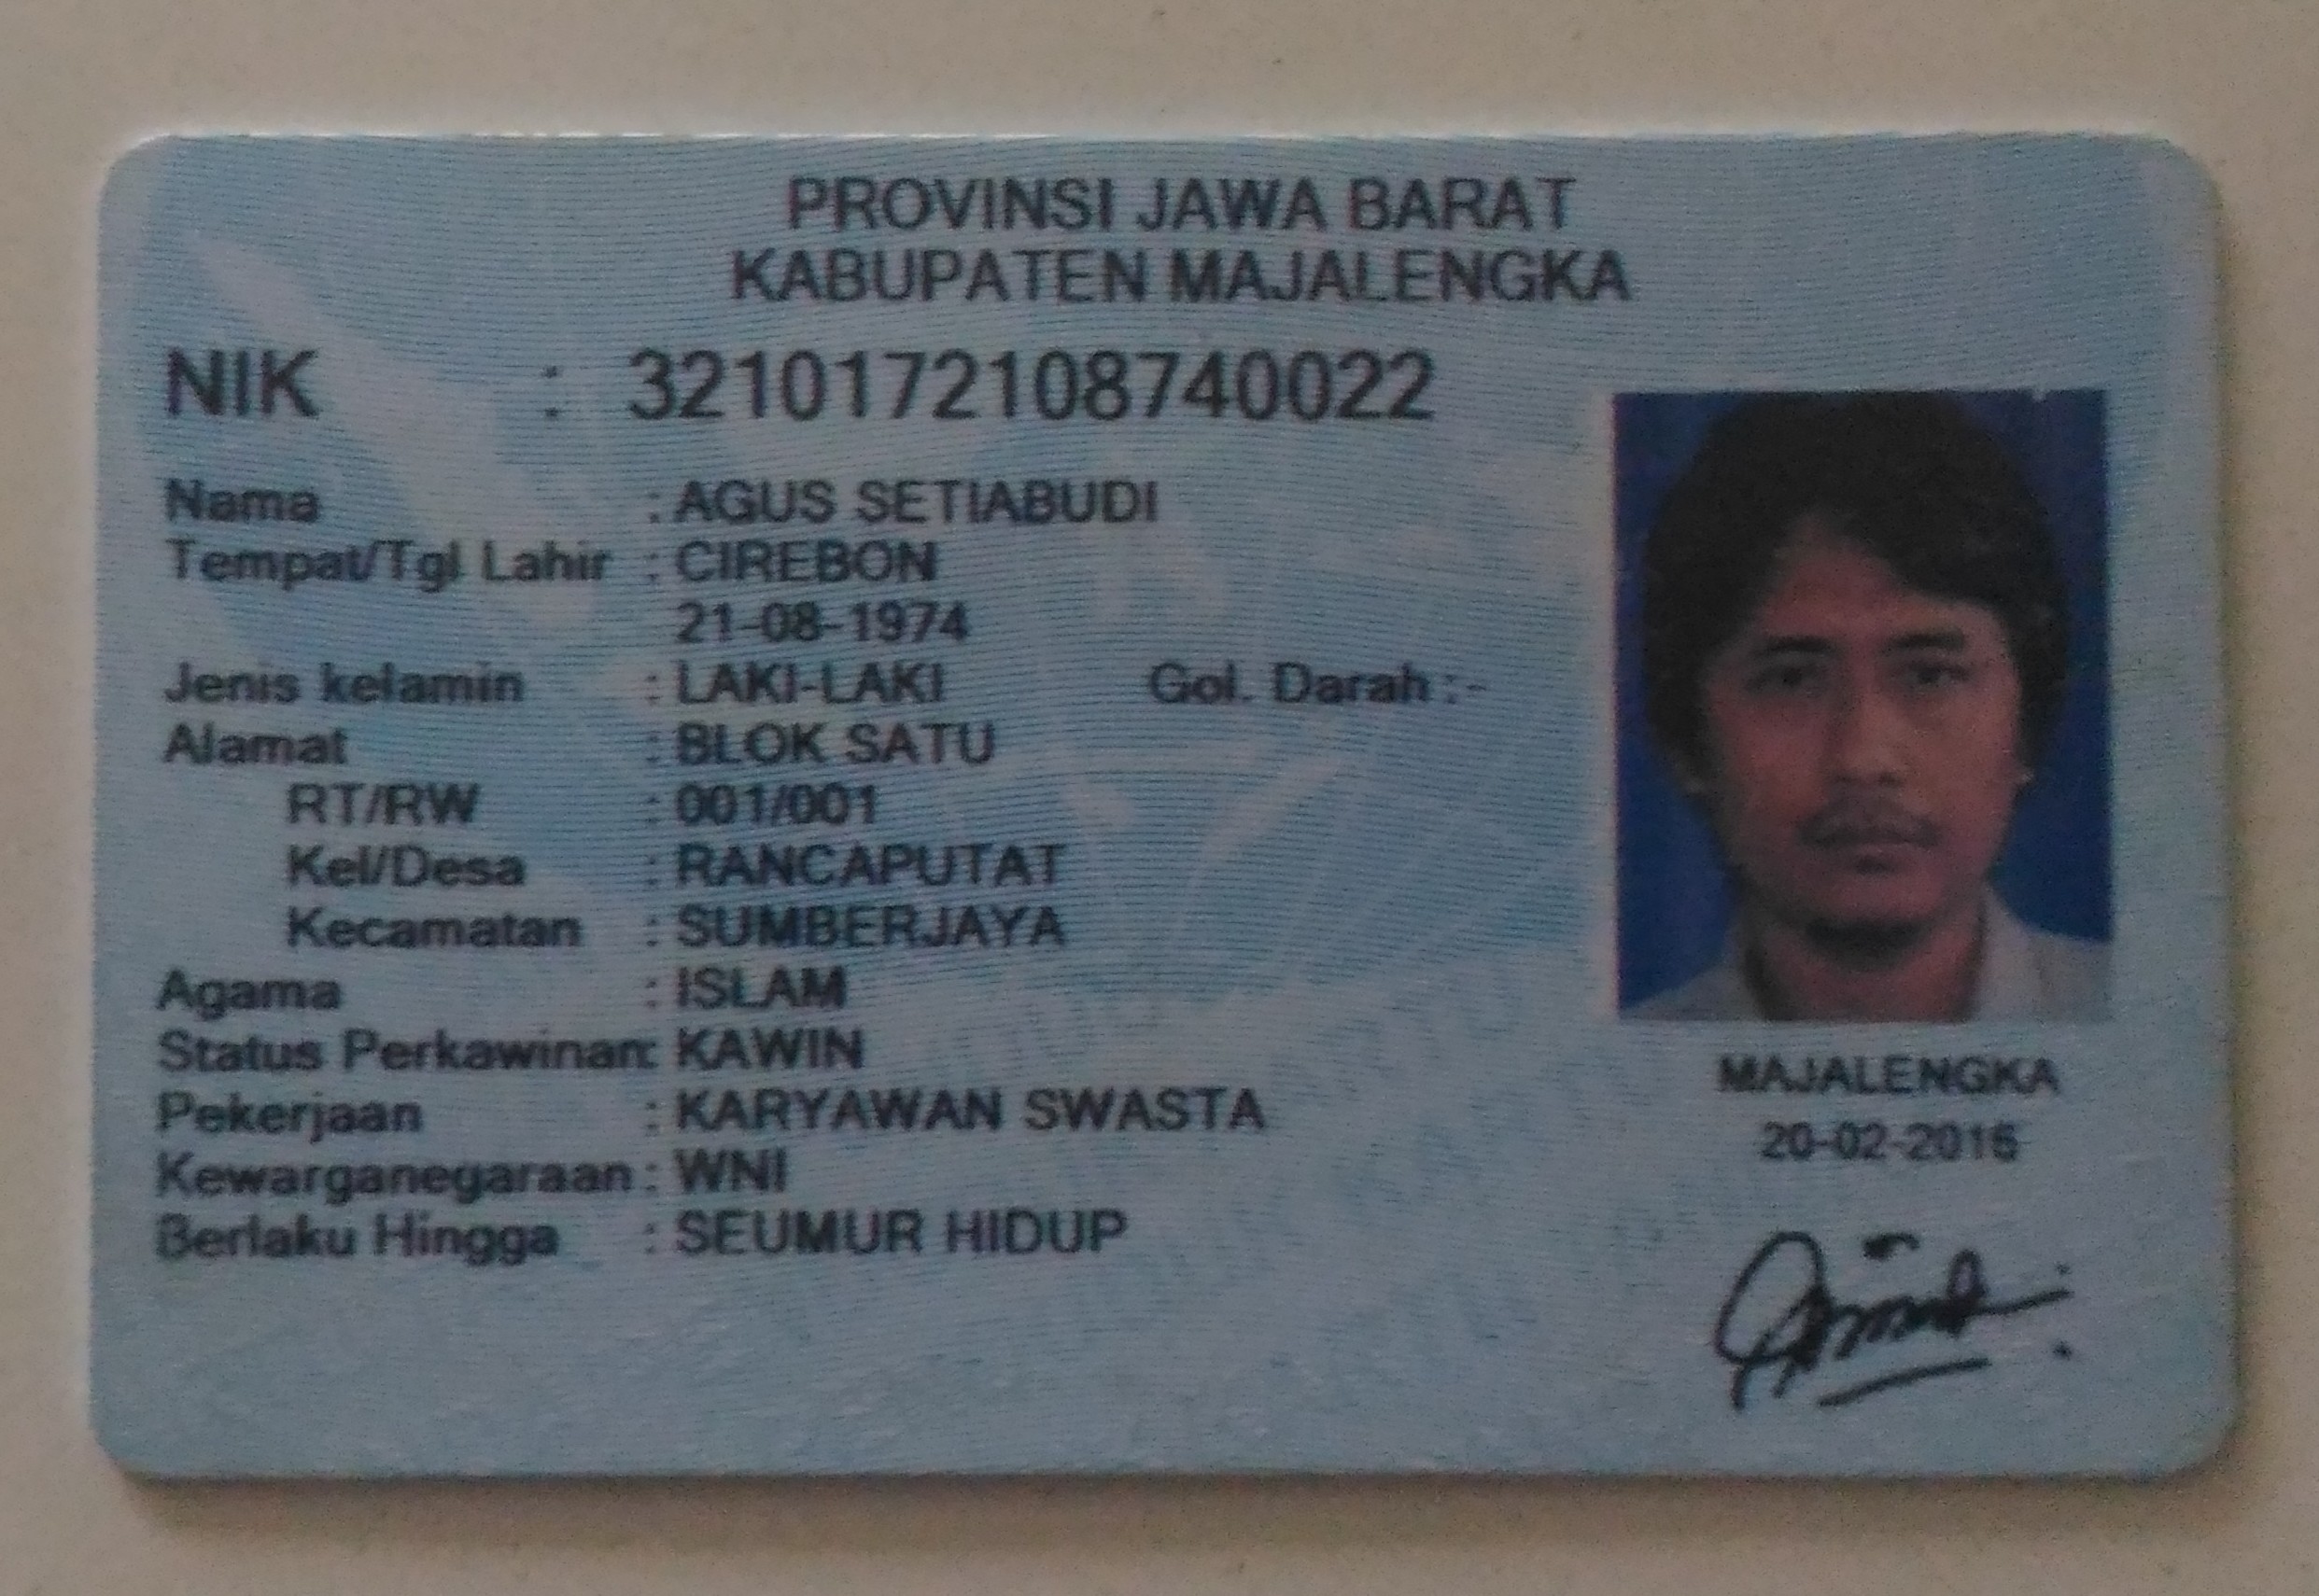 PROVINSI JAWA BARAT
KABUPATEN MAJALENGKA
NIK : 3210172108740022
Nama : AGUS SETIABUDI
Tempat/Tgl Lahir : CIREBON
21-08-1974
Jenis kelamin : LAKI-LAKI Gol. Darah : -
Alamat : BLOK SATU
RT/RW : 001/001
Kel/Desa : RANCAPUTAT
Kecamatan : SUMBERJAYA
Agama : ISLAM
Status Perkawinan: KAWIN
Pekerjaan : KARYAWAN SWASTA
Kewarganegaraan : WNI
Berlaku Hingga : SEUMUR HIDUP
MAJALENGKA
20-02-2016